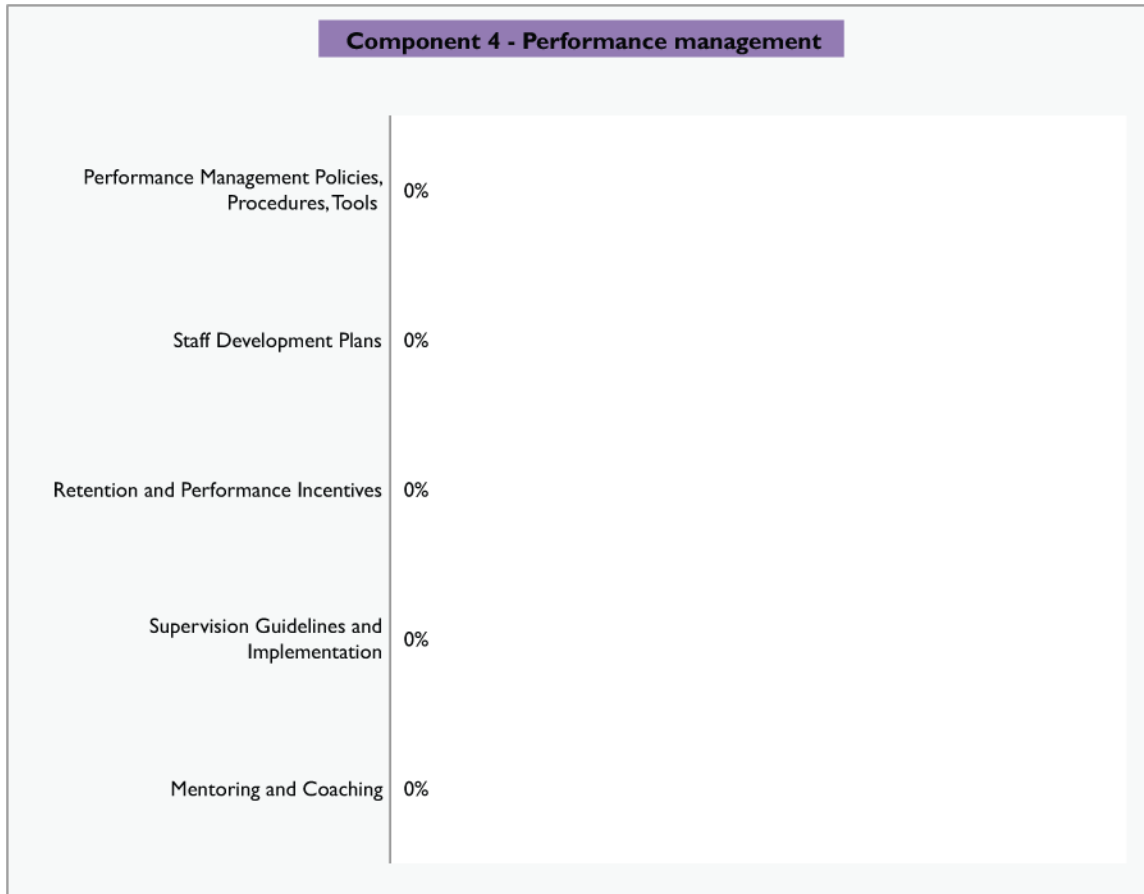 Component 4 - Performance management
Performance Management Policies,
Procedures, Tools
0%
Staff Development Plans
0%
Retention and Performance Incentives
0%
Supervision Guidelines and
Implementation
0%
Mentoring and Coaching
0%